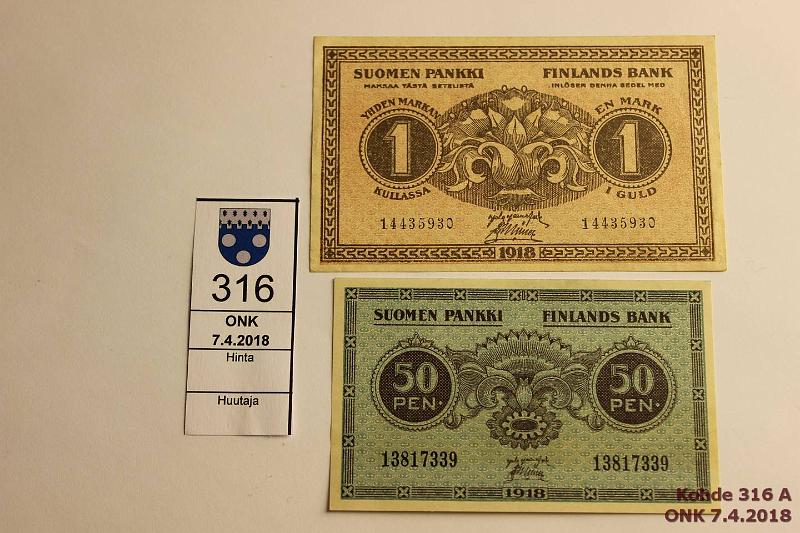 SUOMEN PANKKI FINLANDS BANK
MAKSAA TÄSTÄ SETELISTÄ INLÖSER DENNA SEDEL MED
YHDEN MARKAN EN MARK
1 1
KULLASSA I GULD
14435930 14435930
1918
316
ONK
7.4.2018
Hinta
Huutaja
SUOMEN PANKKI FINLANDS BANK
50 50
PEN. PEN.
13817339 13817339
1918
Kohde 316 A
ONK 7.4.2018